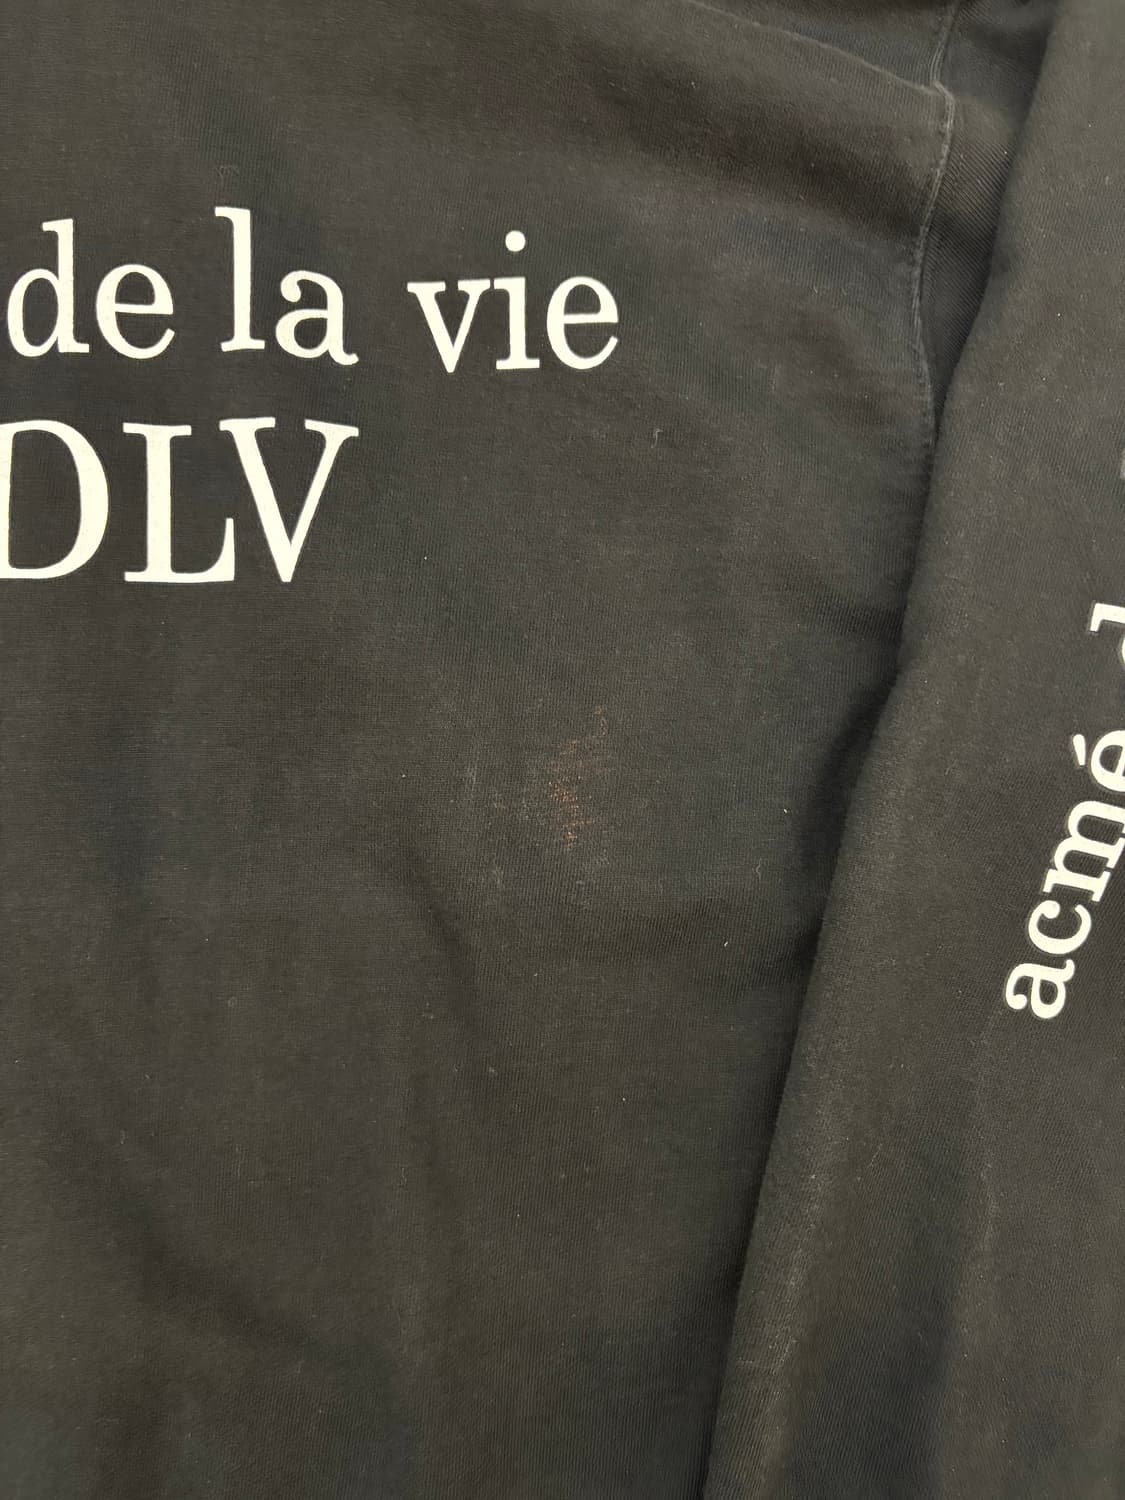 de la vie
DLV
acmé d